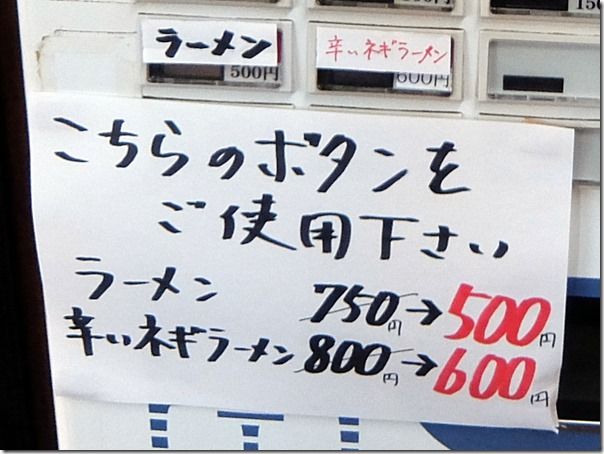 ラーメン 辛いネギラーメン
500円 600円
こちらのボタンを
ご使用下さい
ラーメン 750円→500円
辛いネギラーメン 800円→600円